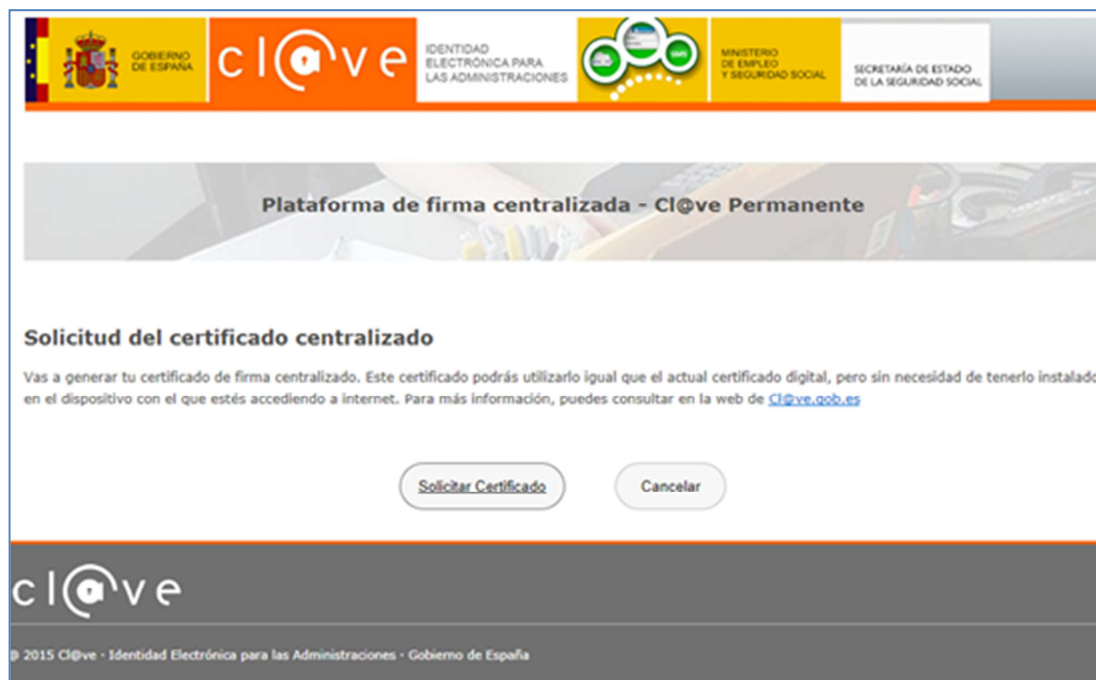 GOBIERNO
DE ESPAÑA
cl@ve
IDENTIDAD
ELECTRÓNICA PARA
LAS ADMINISTRACIONES
SMS
MINISTERIO
DE EMPLEO
Y SEGURIDAD SOCIAL
SECRETARÍA DE ESTADO
DE LA SEGURIDAD SOCIAL
Plataforma de firma centralizada - Cl@ve Permanente
Solicitud del certificado centralizado
Vas a generar tu certificado de firma centralizado. Este certificado podrás utilizarlo igual que el actual certificado digital, pero sin necesidad de tenerlo instalado
en el dispositivo con el que estés accediendo a internet. Para más información, puedes consultar en la web de Cl@ve.gob.es
Solicitar Certificado
Cancelar
cl@ve
@ 2015 Cl@ve - Identidad Electrónica para las Administraciones - Gobierno de España